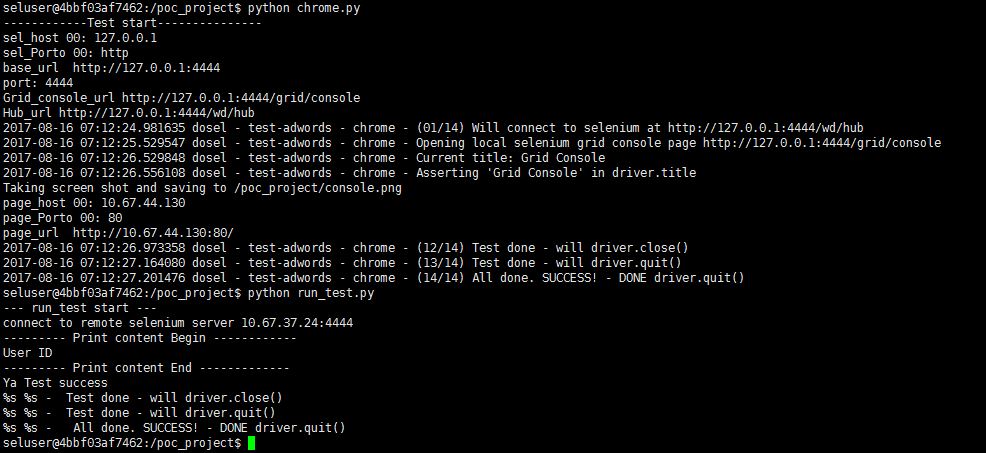 seluser@4bbf03af7462:/poc_project$ python chrome.py
------------Test start---------------
sel_host 00: 127.0.0.1
sel_Porto 00: http
base_url  http://127.0.0.1:4444
port: 4444
Grid_console_url http://127.0.0.1:4444/grid/console
Hub_url http://127.0.0.1:4444/wd/hub
2017-08-16 07:12:24.981635 dosel - test-adwords - chrome - (01/14) Will connect to selenium at http://127.0.0.1:4444/wd/hub
2017-08-16 07:12:25.529547 dosel - test-adwords - chrome - Opening local selenium grid console page http://127.0.0.1:4444/grid/console
2017-08-16 07:12:26.529848 dosel - test-adwords - chrome - Current title: Grid Console
2017-08-16 07:12:26.556108 dosel - test-adwords - chrome - Asserting 'Grid Console' in driver.title
Taking screen shot and saving to /poc_project/console.png
page_host 00: 10.67.44.130
page_Porto 00: 80
page_url  http://10.67.44.130:80/
2017-08-16 07:12:26.973358 dosel - test-adwords - chrome - (12/14) Test done - will driver.close()
2017-08-16 07:12:27.164080 dosel - test-adwords - chrome - (13/14) Test done - will driver.quit()
2017-08-16 07:12:27.201476 dosel - test-adwords - chrome - (14/14) All done. SUCCESS! - DONE driver.quit()
seluser@4bbf03af7462:/poc_project$ python run_test.py
--- run_test start ---
connect to remote selenium server 10.67.37.24:4444
--------- Print content Begin ------------
User ID
--------- Print content End -------------
Ya Test success
%s %s -  Test done - will driver.close()
%s %s -  Test done - will driver.quit()
%s %s -   All done. SUCCESS! - DONE driver.quit()
seluser@4bbf03af7462:/poc_project$